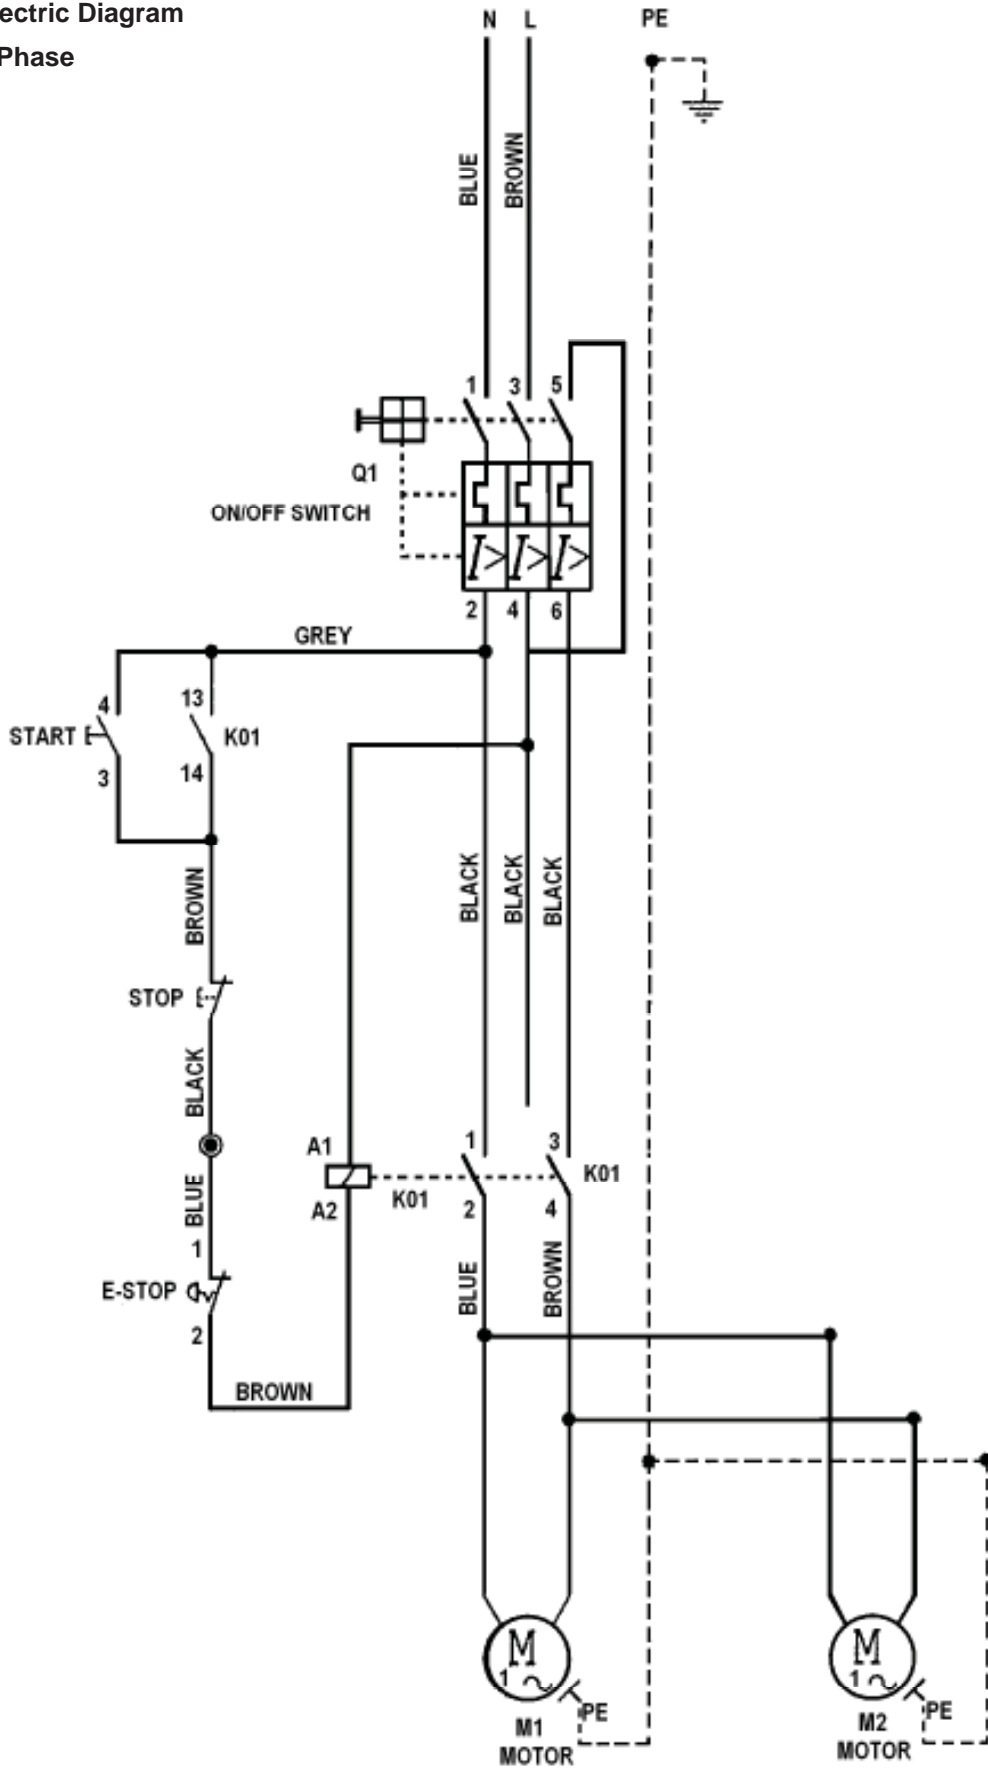 ectric Diagram
Phase
N L PE
BLUE
BROWN
1 3 5
Q1
ON/OFF SWITCH
2 4 6
GREY
4
START
3
13
K01
14
BROWN
BLACK
BLACK
BLACK
STOP
BLACK
A1
A2
K01
1 3
K01
2 4
BLUE
1
E-STOP
2
BLUE
BROWN
BROWN
M
1
PE
M1
MOTOR
M
1
PE
M2
MOTOR